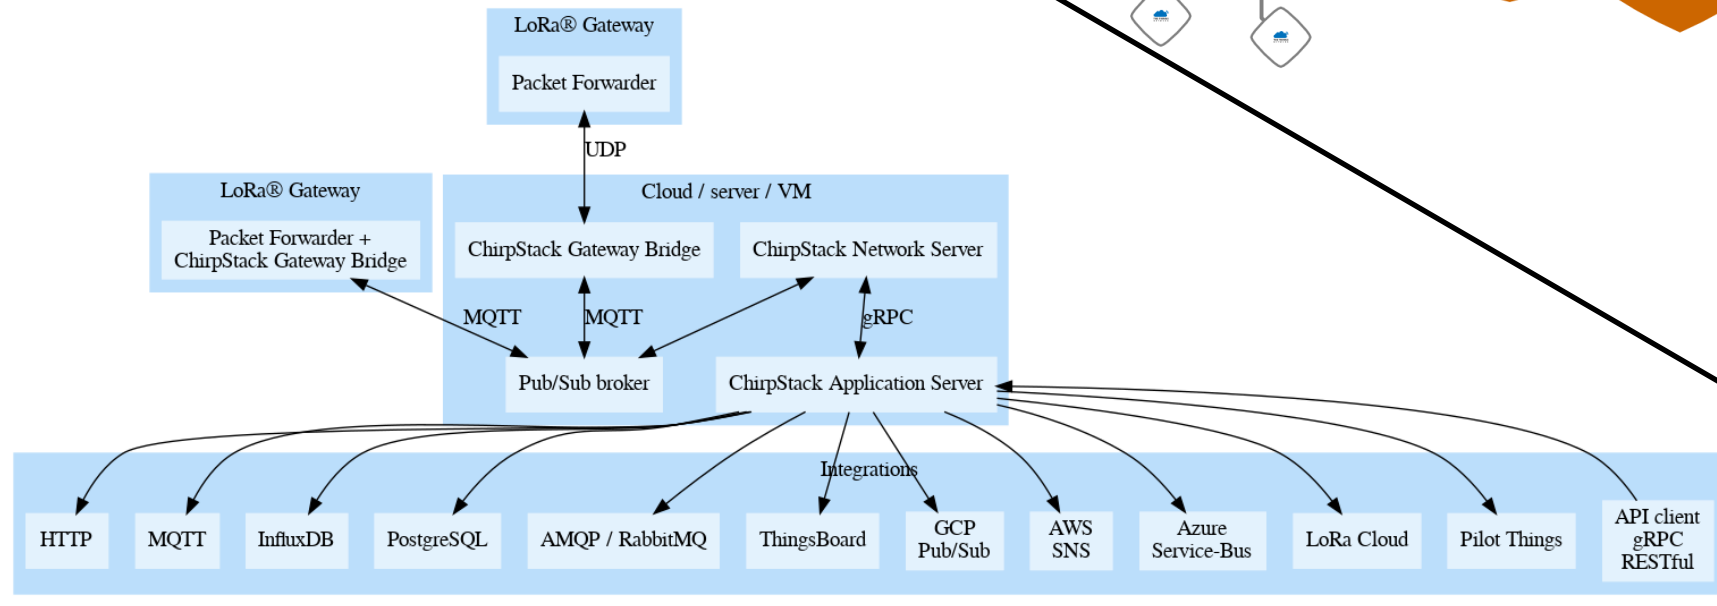 LoRa® Gateway
Packet Forwarder
UDP
LoRa® Gateway
Packet Forwarder +
ChirpStack Gateway Bridge
Cloud / server / VM
ChirpStack Gateway Bridge
ChirpStack Network Server
MQTT
MQTT
gRPC
Pub/Sub broker
ChirpStack Application Server
Integrations
HTTP
MQTT
InfluxDB
PostgreSQL
AMQP / RabbitMQ
ThingsBoard
GCP
Pub/Sub
AWS
SNS
Azure
Service-Bus
LoRa Cloud
Pilot Things
API client
gRPC
RESTful